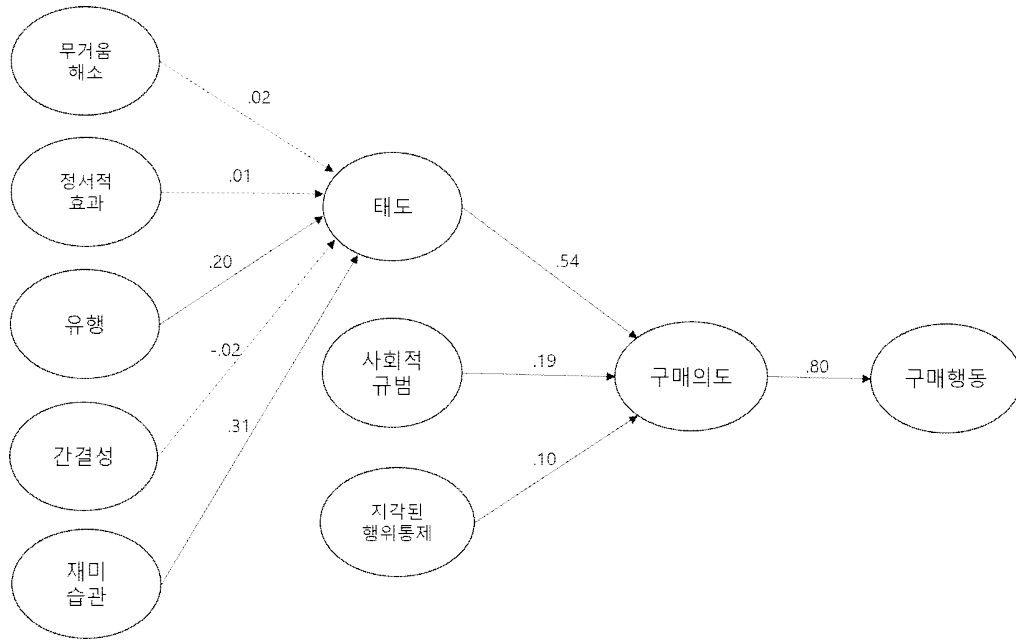 무거움
해소
.02
정서적
효과
.01
태도
유행
.20
.54
-.02
사회적
규범
.19
구매의도
.80
구매행동
간결성
.31
.10
지각된
행위통제
재미
습관